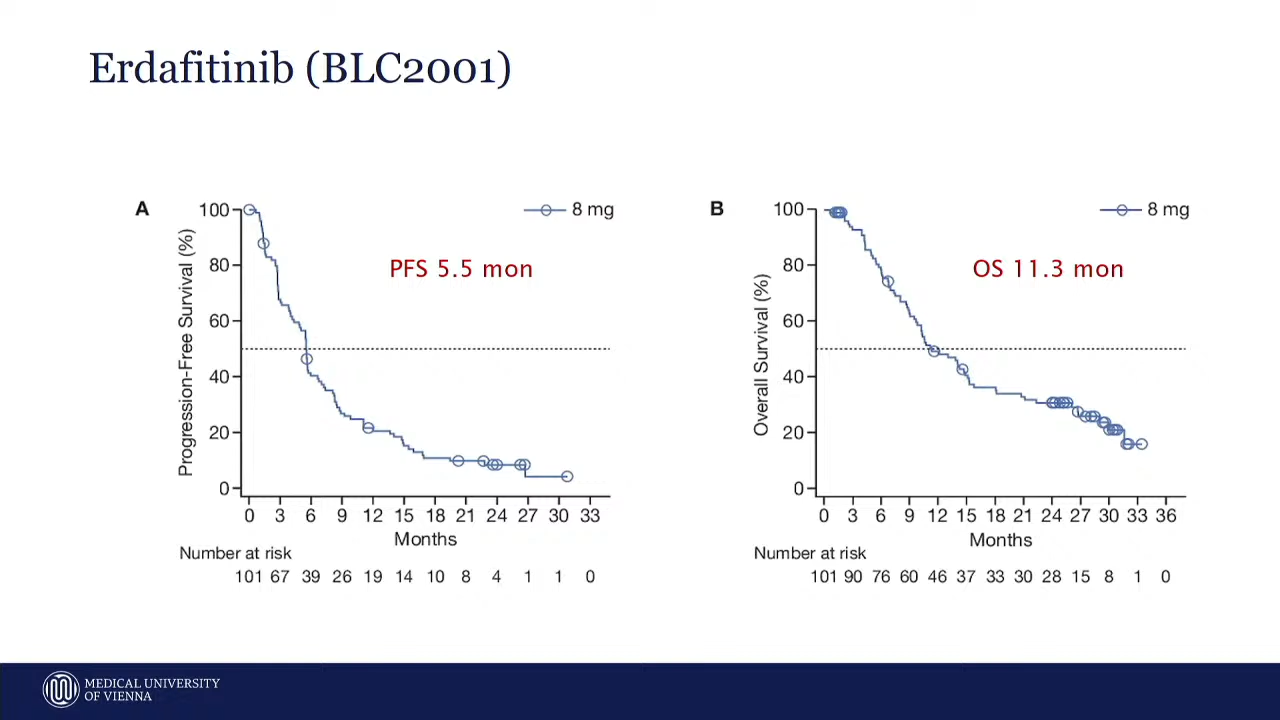 Erdafitinib (BLC2001)
A
8 mg
PFS 5.5 mon
Progression-Free Survival (%)
100
80
60
40
20
0
0 3 6 9 12 15 18 21 24 27 30 33
Months
Number at risk
101 67 39 26 19 14 10 8 4 1 1 0
B
8 mg
OS 11.3 mon
Overall Survival (%)
100
80
60
40
20
0
0 3 6 9 12 15 18 21 24 27 30 33 36
Months
Number at risk
101 90 76 60 46 37 33 30 28 15 8 1 0
MEDICAL UNIVERSITY
OF VIENNA